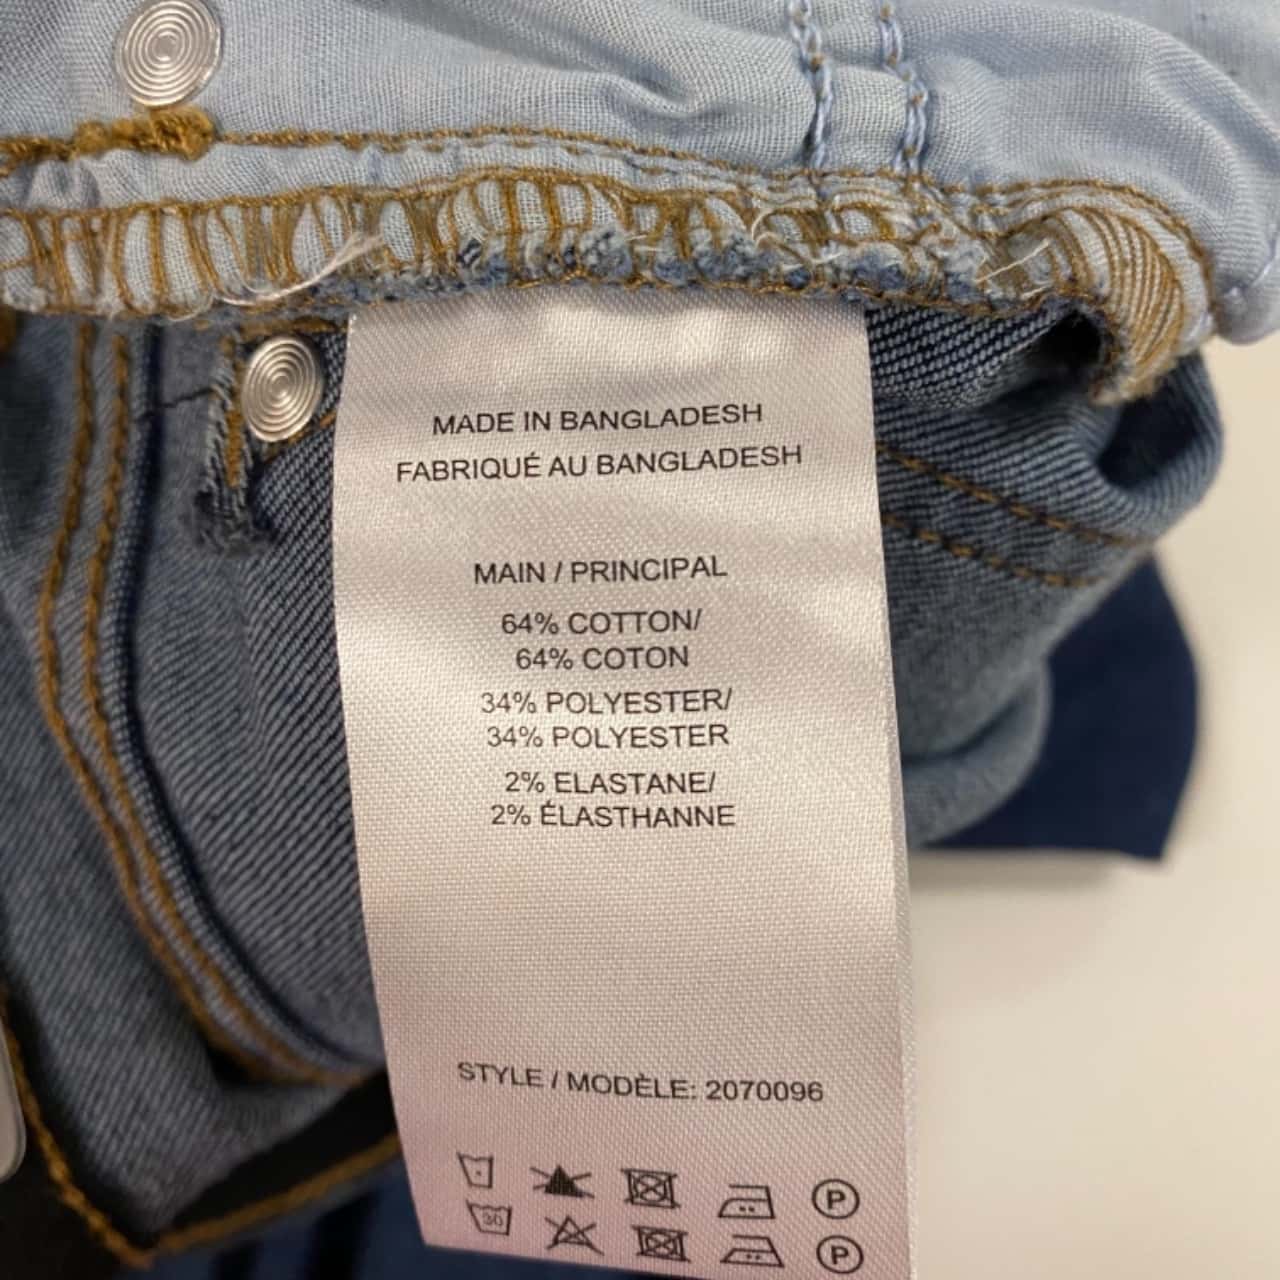 MADE IN BANGLADESH
FABRIQUÉ AU BANGLADESH
MAIN / PRINCIPAL
64% COTTON/
64% COTON
34% POLYESTER/
34% POLYESTER
2% ELASTANE/
2% ÉLASTHANNE
STYLE / MODÈLE: 2070096
P
30 P